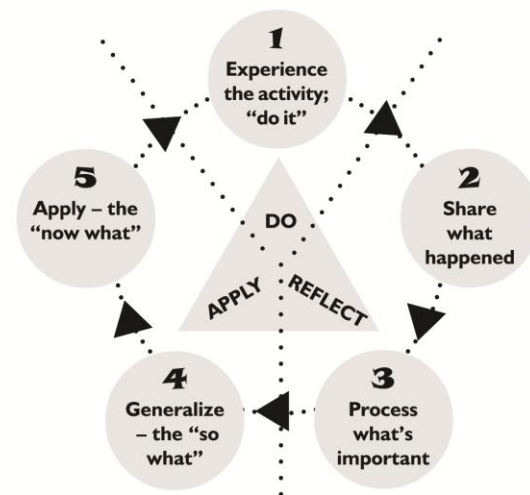 1
Experience
the activity;
“do it”
2
Share
what
happened
3
Process
what’s
important
4
Generalize
– the “so
what”
5
Apply – the
“now what”
DO
REFLECT
APPLY